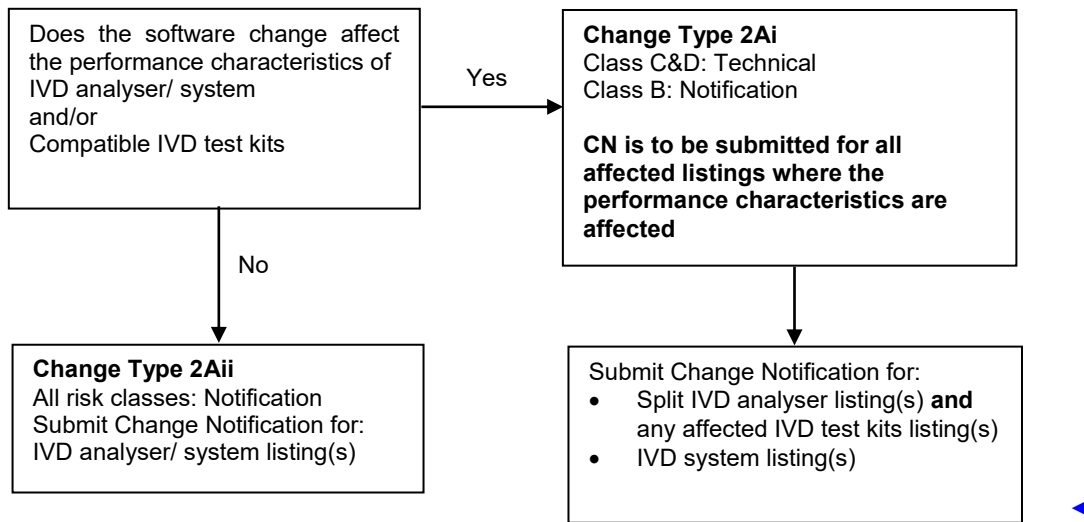 Does the software change affect
the performance characteristics of
IVD analyser/ system
and/or
Compatible IVD test kits
Yes
Change Type 2Ai
Class C&D: Technical
Class B: Notification
CN is to be submitted for all
affected listings where the
performance characteristics are
affected
No
Change Type 2Aii
All risk classes: Notification
Submit Change Notification for:
IVD analyser/ system listing(s)
Submit Change Notification for:
• Split IVD analyser listing(s) and
any affected IVD test kits listing(s)
• IVD system listing(s)